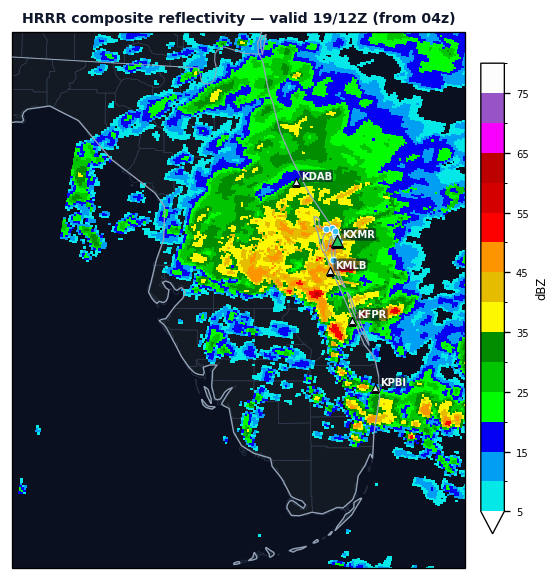 HRRR composite reflectivity — valid 19/12Z (from 04z)
KDAB
KXMR
KMLB
KFPR
KPBI
75
65
55
45
35
25
15
5
dBZ